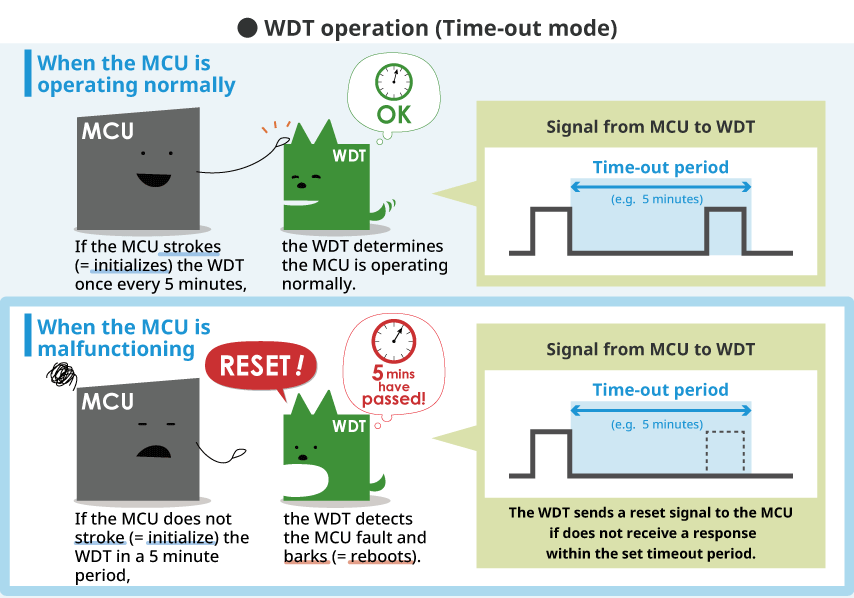 ● WDT operation (Time-out mode)
When the MCU is
operating normally
MCU
WDT
OK
If the MCU strokes
(= initializes) the WDT
once every 5 minutes,
the WDT determines
the MCU is operating
normally.
Signal from MCU to WDT
Time-out period
(e.g. 5 minutes)
When the MCU is
malfunctioning
MCU
RESET!
WDT
5 mins
have
passed!
If the MCU does not
stroke (= initialize) the
WDT in a 5 minute
period,
the WDT detects
the MCU fault and
barks (= reboots).
Signal from MCU to WDT
Time-out period
(e.g. 5 minutes)
The WDT sends a reset signal to the MCU
if does not receive a response
within the set timeout period.